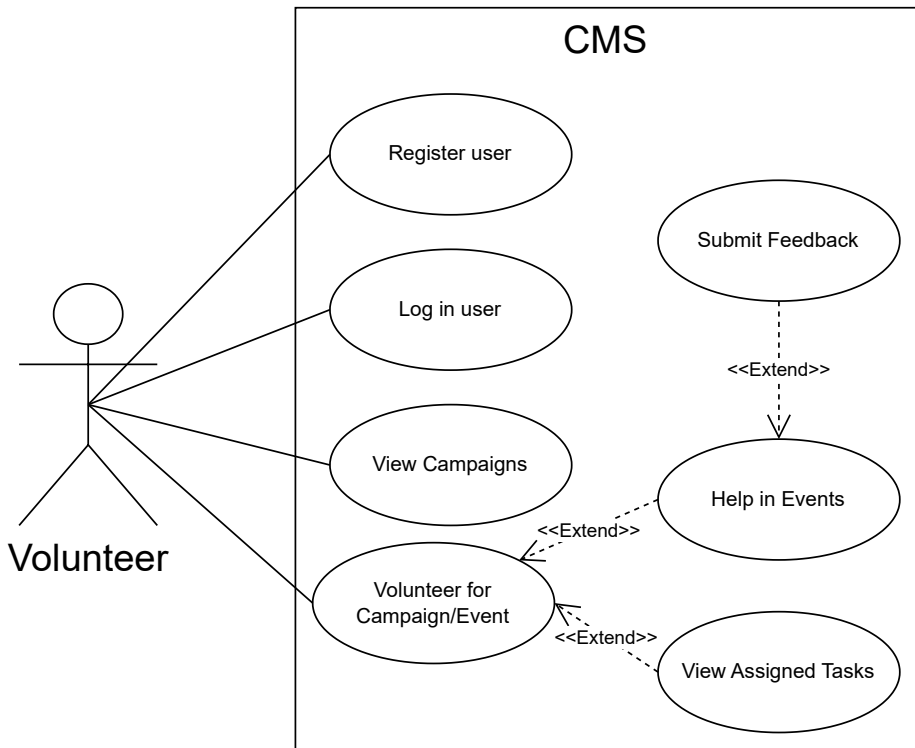 CMS
Register user
Submit Feedback
Log in user
<<Extend>>
View Campaigns
Help in Events
<<Extend>>
Volunteer
Volunteer for
Campaign/Event
<<Extend>>
View Assigned Tasks